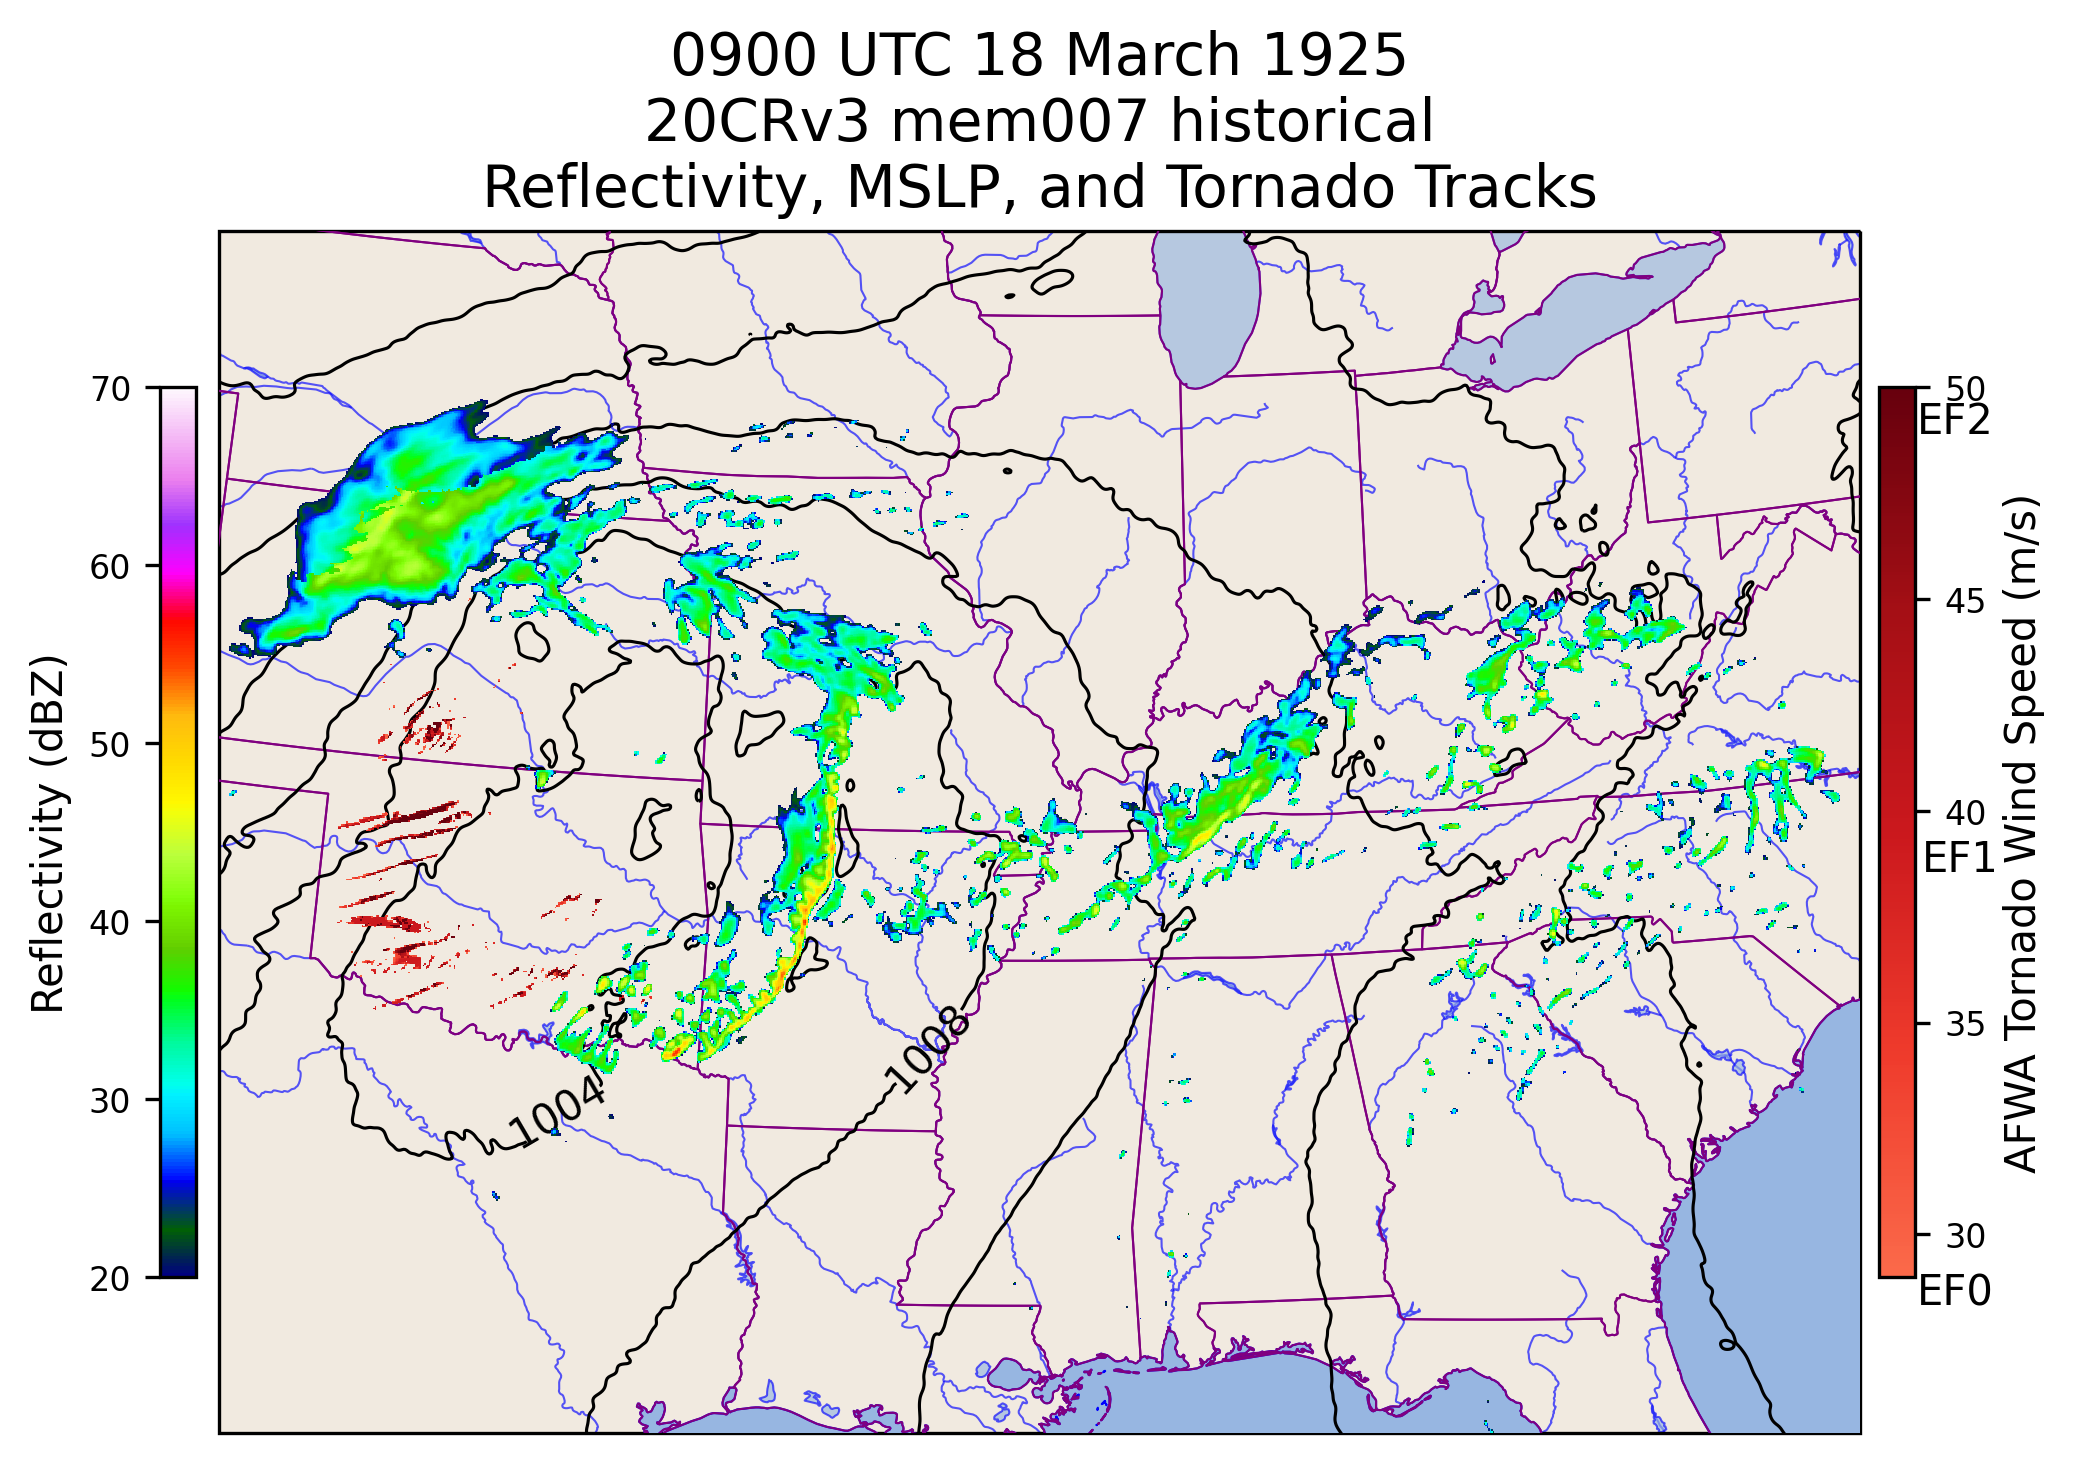 0900 UTC 18 March 1925
20CRv3 mem007 historical
Reflectivity, MSLP, and Tornado Tracks
70
60
50
40
30
20
Reflectivity (dBZ)
1004
1008
50
EF2
45
40
EF1
35
30
EF0
AFWA Tornado Wind Speed (m/s)